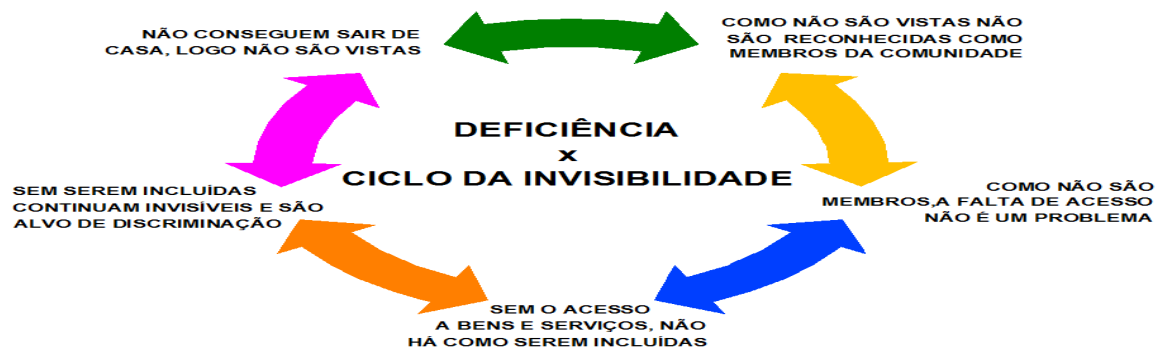 NÃO CONSEGUEM SAIR DE
CASA, LOGO NÃO SÃO VISTAS
COMO NÃO SÃO VISTAS NÃO
SÃO RECONHECIDAS COMO
MEMBROS DA COMUNIDADE
DEFICIÊNCIA
x
CICLO DA INVISIBILIDADE
COMO NÃO SÃO
MEMBROS,A FALTA DE ACESSO
NÃO É UM PROBLEMA
SEM O ACESSO
A BENS E SERVIÇOS, NÃO
HÁ COMO SEREM INCLUÍDAS
SEM SEREM INCLUÍDAS
CONTINUAM INVISÍVEIS E SÃO
ALVO DE DISCRIMINAÇÃO